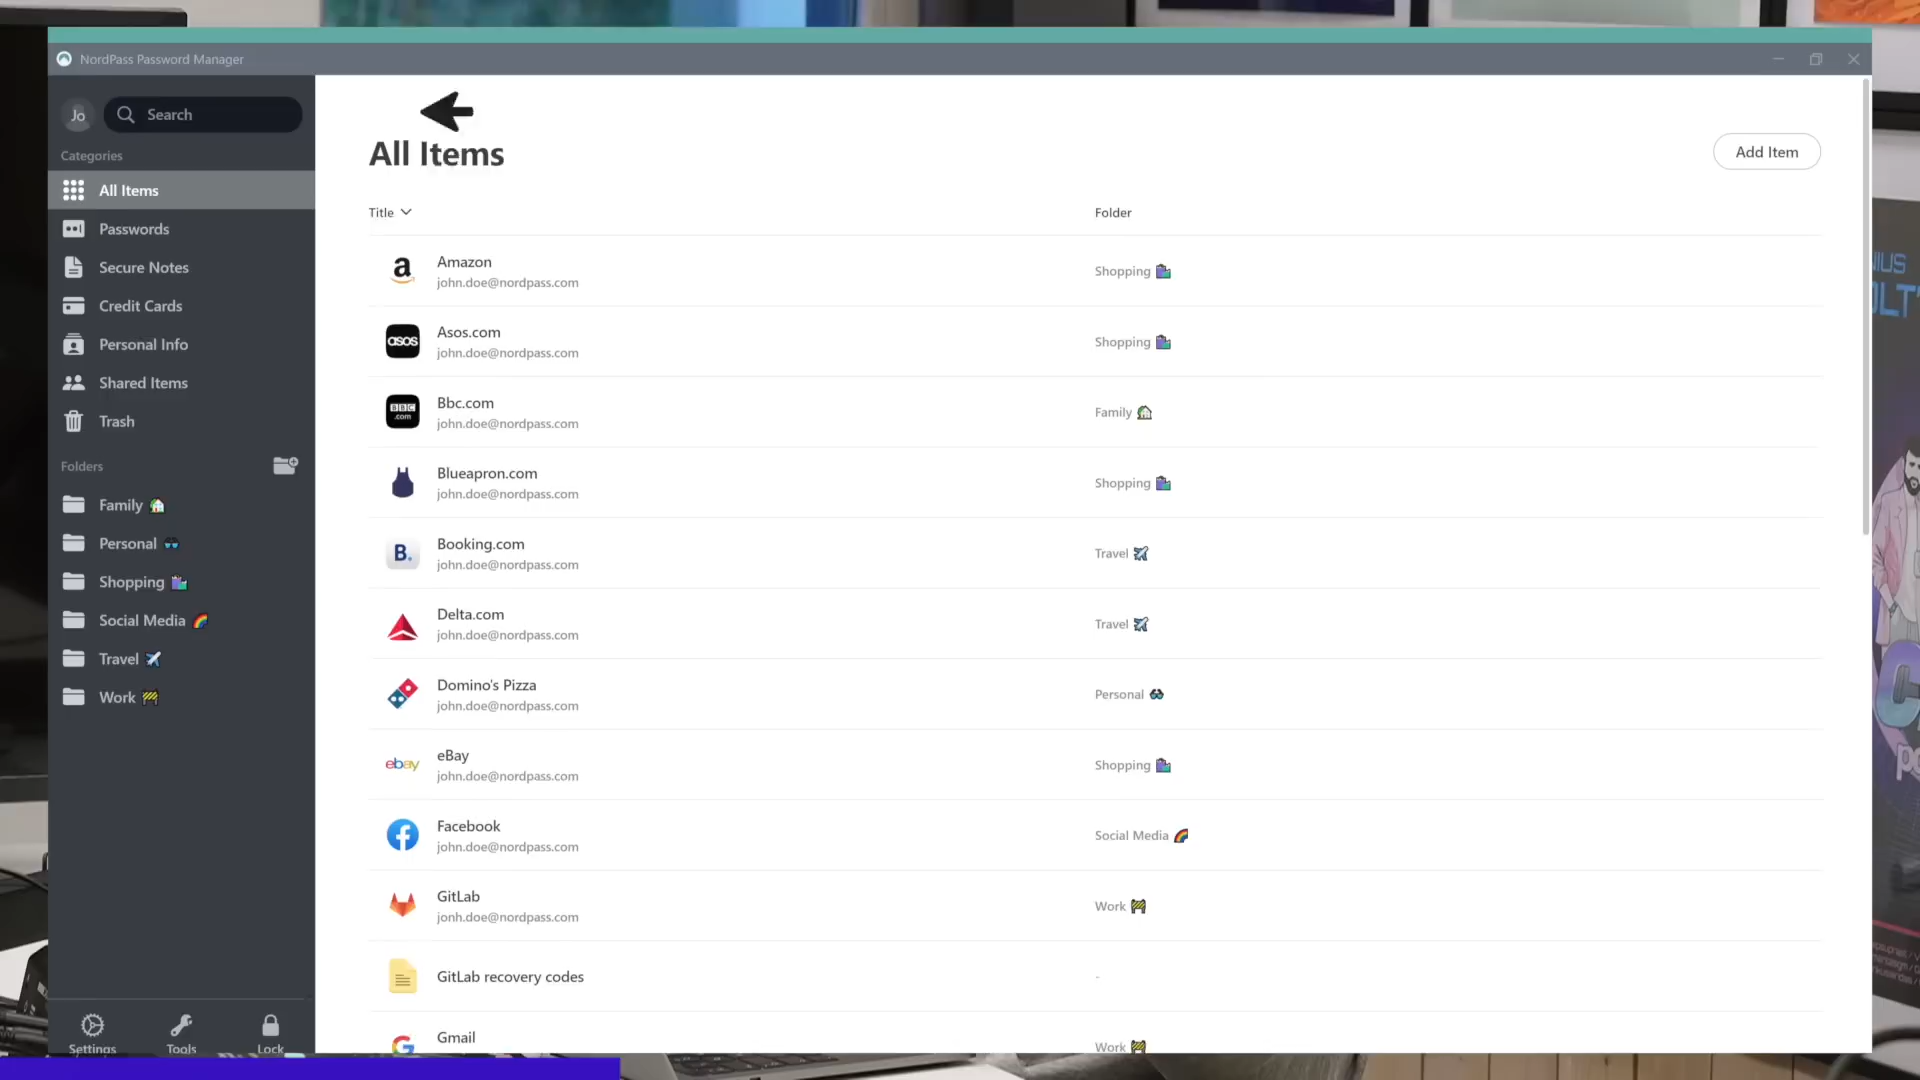 NordPass Password Manager
Jo
Search
Categories
All Items
Passwords
Secure Notes
Credit Cards
Personal Info
Shared Items
Trash
Folders
Family
Personal
Shopping
Social Media
Travel
Work
Settings
Tools
Lock
All Items
Add Item
Title
Folder
a
Amazon
john.doe@nordpass.com
Shopping
asos
Asos.com
john.doe@nordpass.com
Shopping
BBC
.com
Bbc.com
john.doe@nordpass.com
Family
Blueapron.com
john.doe@nordpass.com
Shopping
B.
Booking.com
john.doe@nordpass.com
Travel
Delta.com
john.doe@nordpass.com
Travel
Domino's Pizza
john.doe@nordpass.com
Personal
ebay
eBay
john.doe@nordpass.com
Shopping
Facebook
john.doe@nordpass.com
Social Media
GitLab
jonh.doe@nordpass.com
Work
GitLab recovery codes
-
G
Gmail
Work